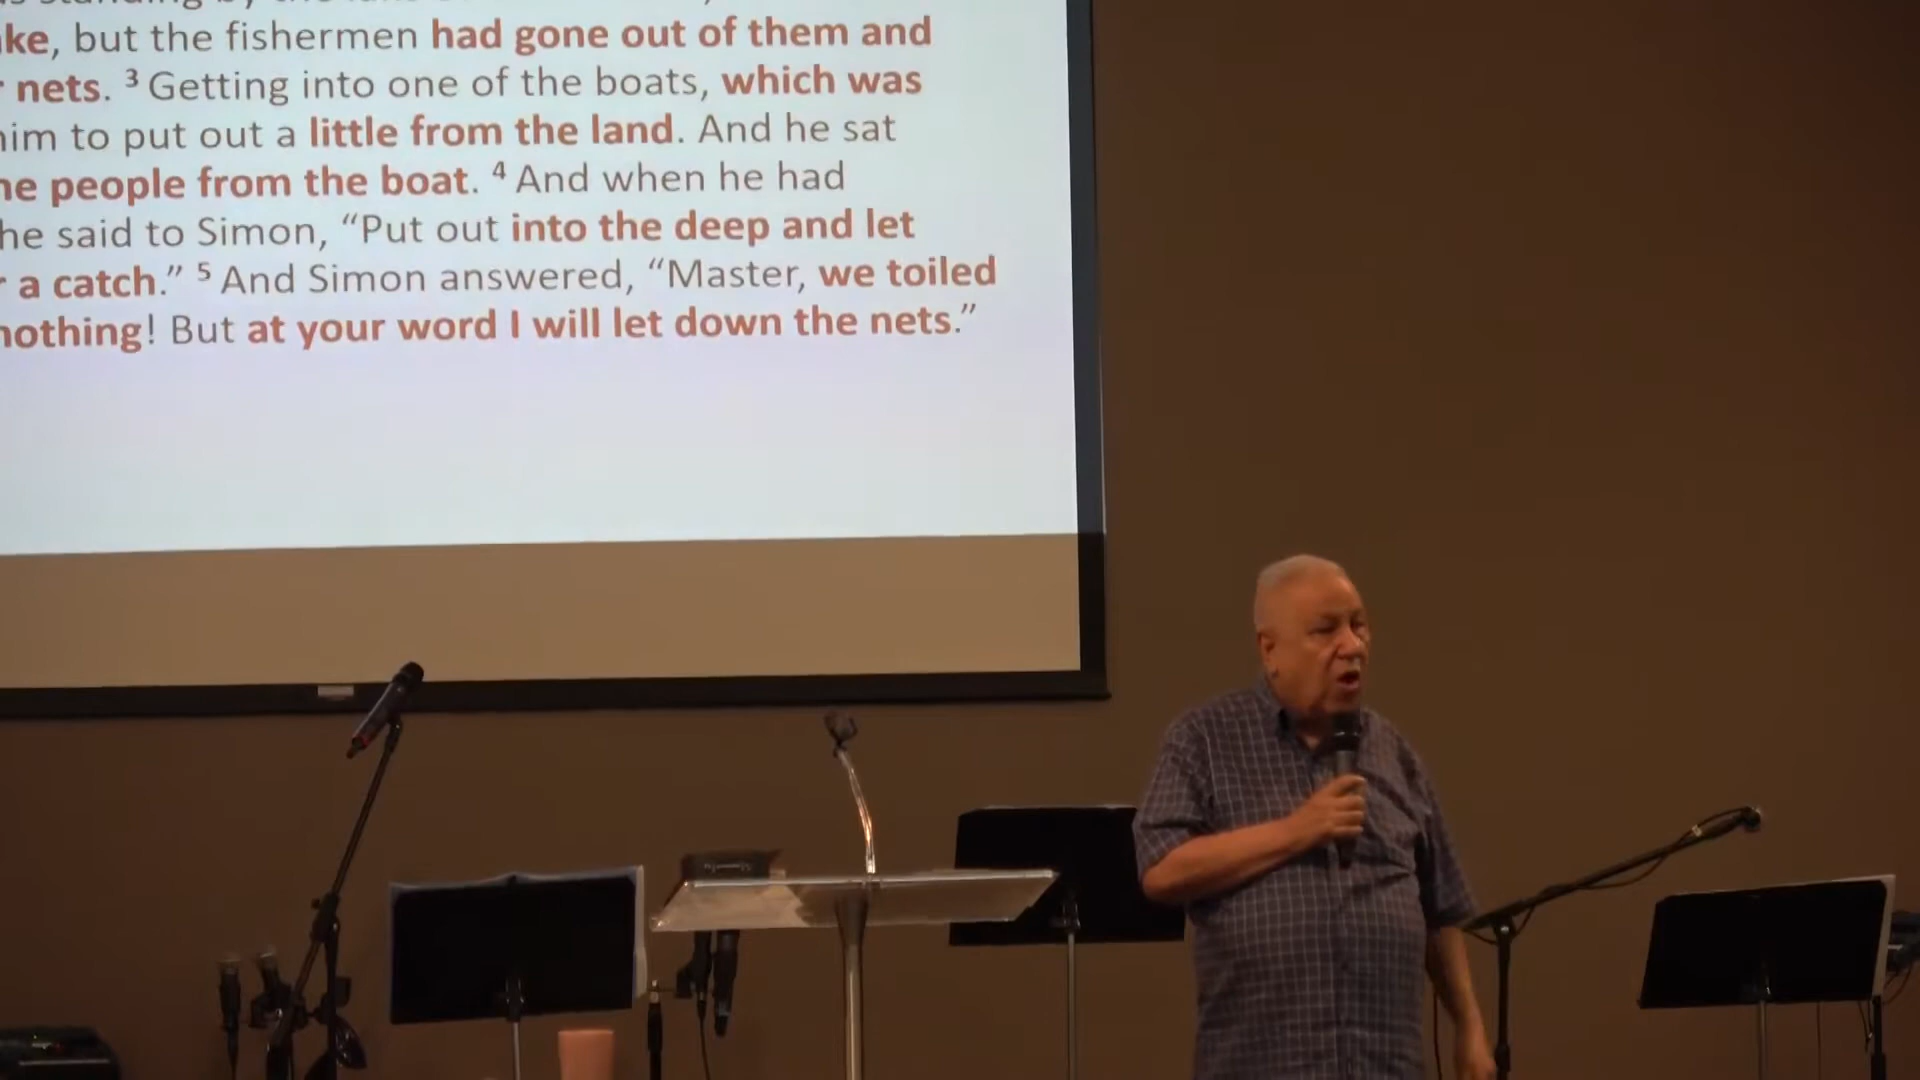 but the fishermen had gone out of them and
nets. ³ Getting into one of the boats, which was
him to put out a little from the land. And he sat
people from the boat. ⁴ And when he had
he said to Simon, “Put out into the deep and let
a catch.” ⁵ And Simon answered, “Master, we toiled
nothing! But at your word I will let down the nets.”